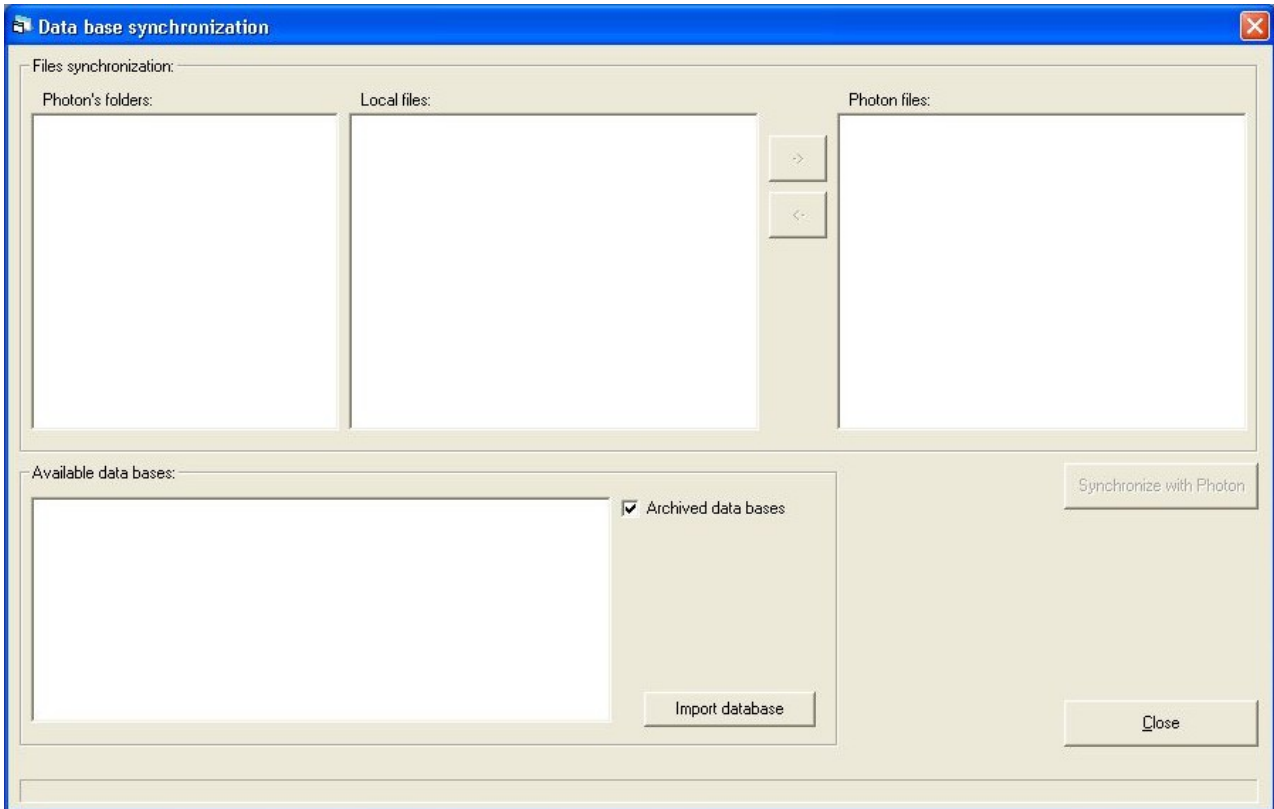 Data base synchronization
Files synchronization:
Photon's folders:
Local files:
Photon files:
->
<-
Available data bases:
Archived data bases
Synchronize with Photon
Import database
Close